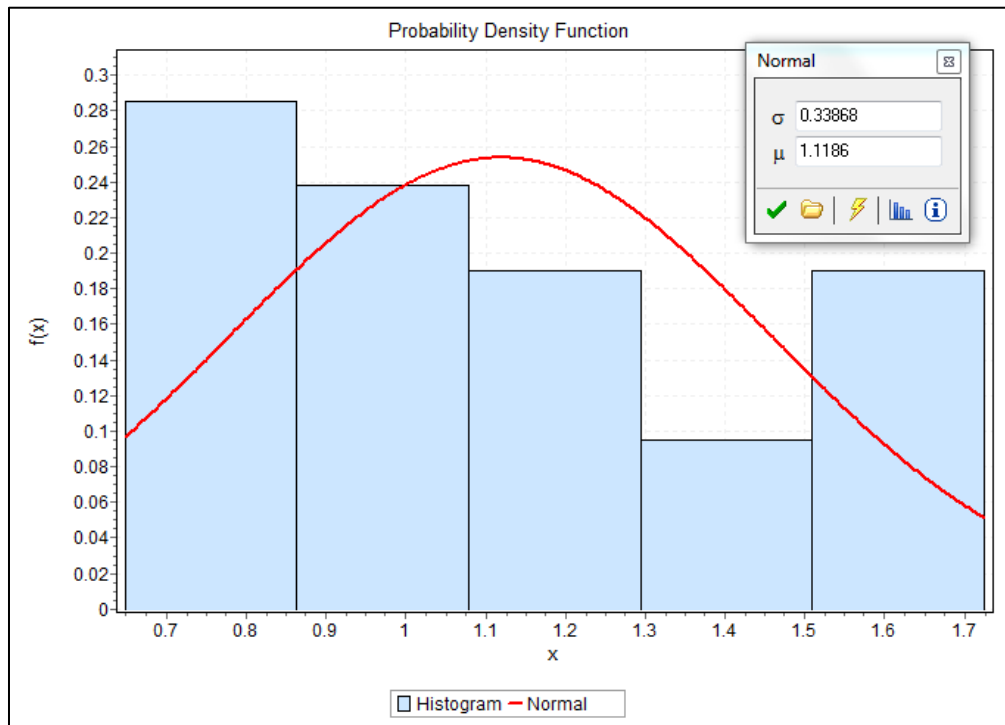 Probability Density Function
Normal
σ 0.33868
μ 1.1186
f(x)
0.3
0.28
0.26
0.24
0.22
0.2
0.18
0.16
0.14
0.12
0.1
0.08
0.06
0.04
0.02
0
0.7 0.8 0.9 1 1.1 1.2 1.3 1.4 1.5 1.6 1.7
x
Histogram Normal